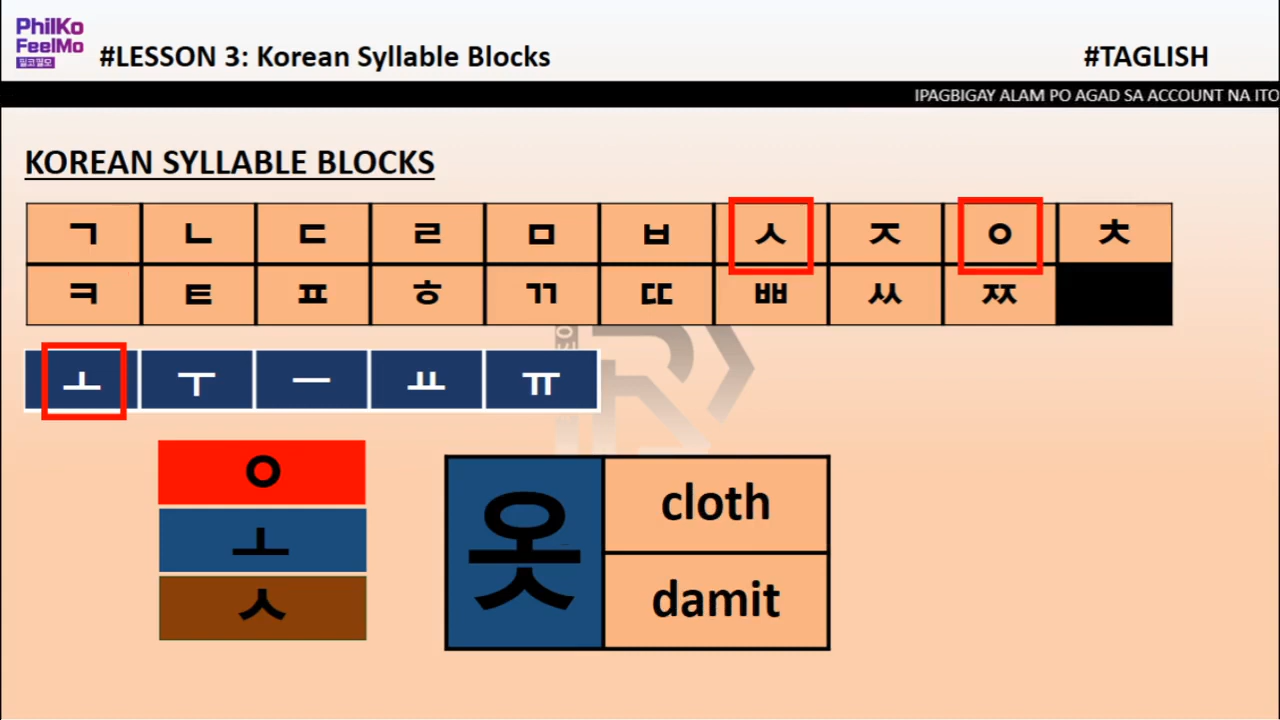 PhilKo
FeelMo
필코필모
#LESSON 3: Korean Syllable Blocks
#TAGLISH
IPAGBIGAY ALAM PO AGAD SA ACCOUNT NA ITO
KOREAN SYLLABLE BLOCKS
ㄱ ㄴ ㄷ ㄹ ㅁ ㅂ ㅅ ㅈ ㅇ ㅊ
ㅋ ㅌ ㅍ ㅎ ㄲ ㄸ ㅃ ㅆ ㅉ
ㅗ ㅜ ㅡ ㅛ ㅠ
ㅇ
ㅗ
ㅅ
옷
cloth
damit